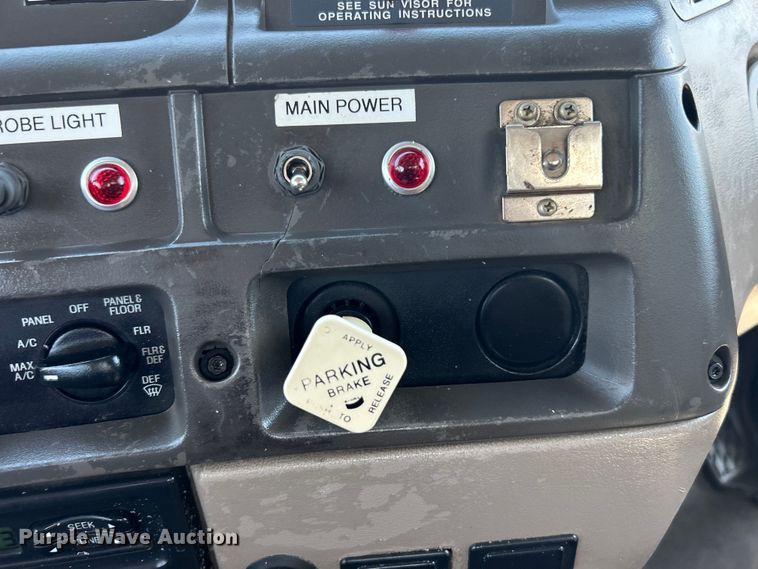 SEE SUN VISOR FOR
OPERATING INSTRUCTIONS
ROBE LIGHT
MAIN POWER
PANEL
OFF
PANEL &
FLOOR
A/C
FLR
MAX
A/C
FLR &
DEF
DEF
APPLY
PARKING
BRAKE
TO
RELEASE
SEEK
Purple Wave Auction